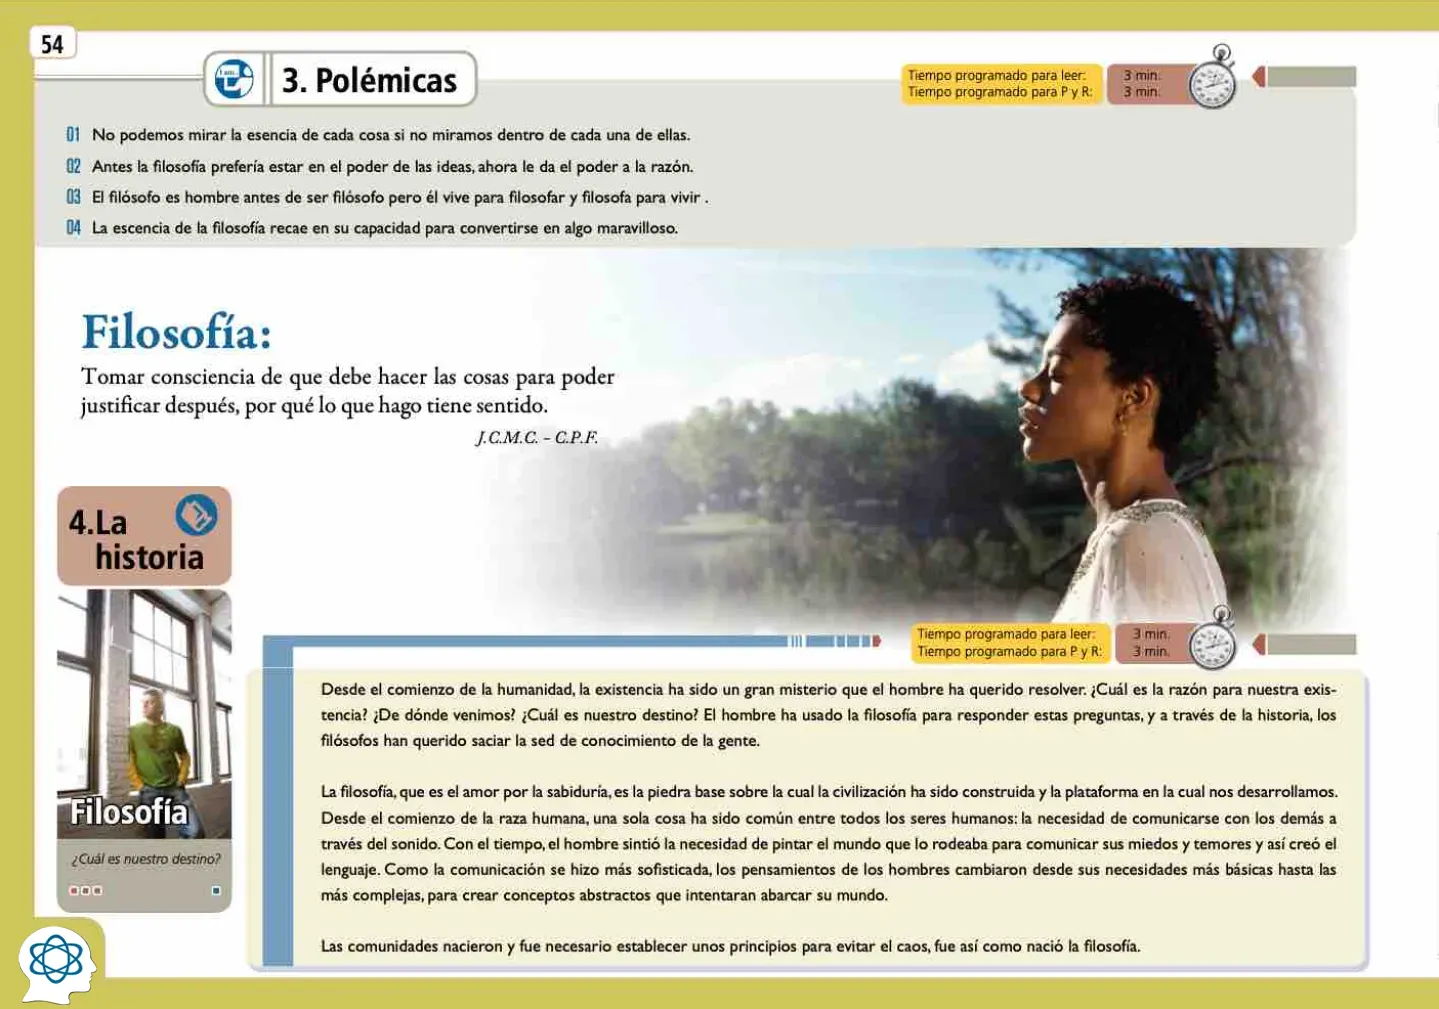 54
3. Polémicas
Tiempo programado para leer: 3 min.
Tiempo programado para P y R: 3 min.
01 No podemos mirar la esencia de cada cosa si no miramos dentro de cada una de ellas.
02 Antes la filosofía prefería estar en el poder de las ideas, ahora le da el poder a la razón.
03 El filósofo es hombre antes de ser filósofo pero él vive para filosofar y filosofa para vivir .
04 La escencia de la filosofía recae en su capacidad para convertirse en algo maravilloso.
Filosofía:
Tomar consciencia de que debe hacer las cosas para poder
justificar después, por qué lo que hago tiene sentido.
J.C.M.C. - C.P.F.
4.La
historia
Filosofía
¿Cuál es nuestro destino?
Tiempo programado para leer: 3 min.
Tiempo programado para P y R: 3 min.
Desde el comienzo de la humanidad, la existencia ha sido un gran misterio que el hombre ha querido resolver. ¿Cuál es la razón para nuestra exis-
tencia? ¿De dónde venimos? ¿Cuál es nuestro destino? El hombre ha usado la filosofía para responder estas preguntas, y a través de la historia, los
filósofos han querido saciar la sed de conocimiento de la gente.
La filosofía, que es el amor por la sabiduría, es la piedra base sobre la cual la civilización ha sido construida y la plataforma en la cual nos desarrollamos.
Desde el comienzo de la raza humana, una sola cosa ha sido común entre todos los seres humanos: la necesidad de comunicarse con los demás a
través del sonido. Con el tiempo, el hombre sintió la necesidad de pintar el mundo que lo rodeaba para comunicar sus miedos y temores y así creó el
lenguaje. Como la comunicación se hizo más sofisticada, los pensamientos de los hombres cambiaron desde sus necesidades más básicas hasta las
más complejas, para crear conceptos abstractos que intentaran abarcar su mundo.
Las comunidades nacieron y fue necesario establecer unos principios para evitar el caos, fue así como nació la filosofía.